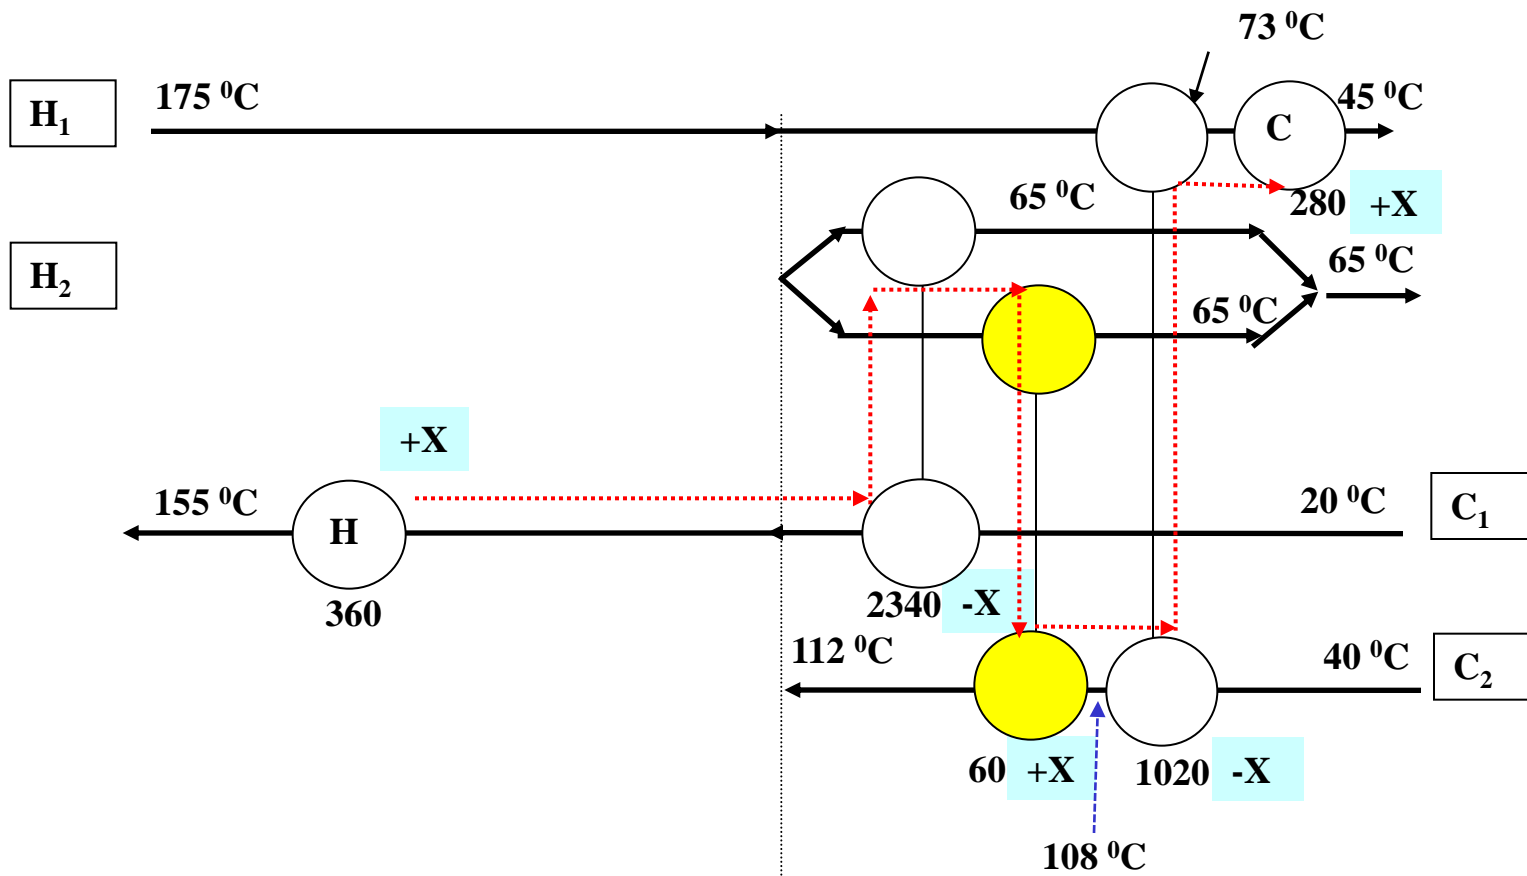 73 ⁰C
H₁
175 ⁰C
C
45 ⁰C
280 +X
65 ⁰C
H₂
65 ⁰C
65 ⁰C
+X
155 ⁰C
H
360
20 ⁰C
C₁
2340 -X
112 ⁰C
40 ⁰C
C₂
60 +X
1020 -X
108 ⁰C